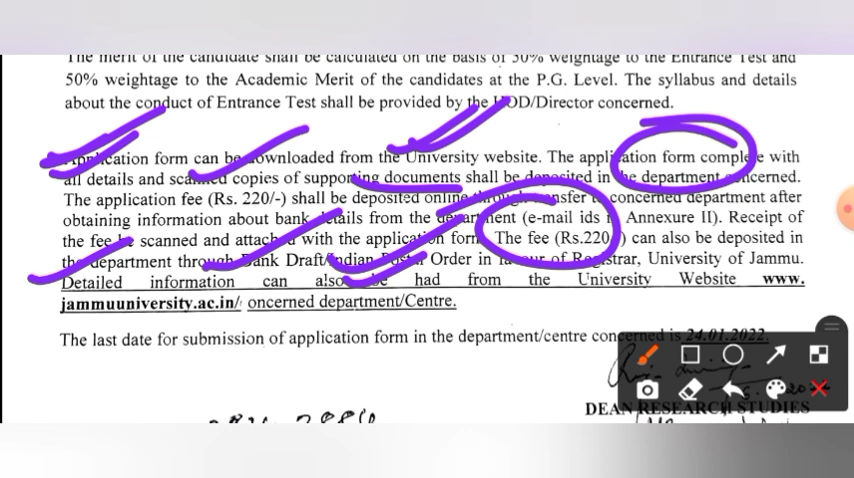 The merit of the candidate shall be calculated on the basis of 50% weightage to the Entrance Test and
50% weightage to the Academic Merit of the candidates at the P.G. Level. The syllabus and details
about the conduct of Entrance Test shall be provided by the HOD/Director concerned.
Application form can be downloaded from the University website. The application form complete with
all details and scanned copies of supporting documents shall be deposited in the department concerned.
The application fee (Rs. 220/-) shall be deposited online through transfer to concerned department after
obtaining information about bank details from the department (e-mail ids Annexure II). Receipt of
the fee be scanned and attached with the application form. The fee (Rs.220 ) can also be deposited in
the department through Bank Draft/Indian Postal Order in favour of Registrar, University of Jammu.
Detailed information can also be had from the University Website www.
jammuuniversity.ac.in/ oncerned department/Centre.
The last date for submission of application form in the department/centre concerned is 24.01.2022.
DEAN RESEARCH STUDIES